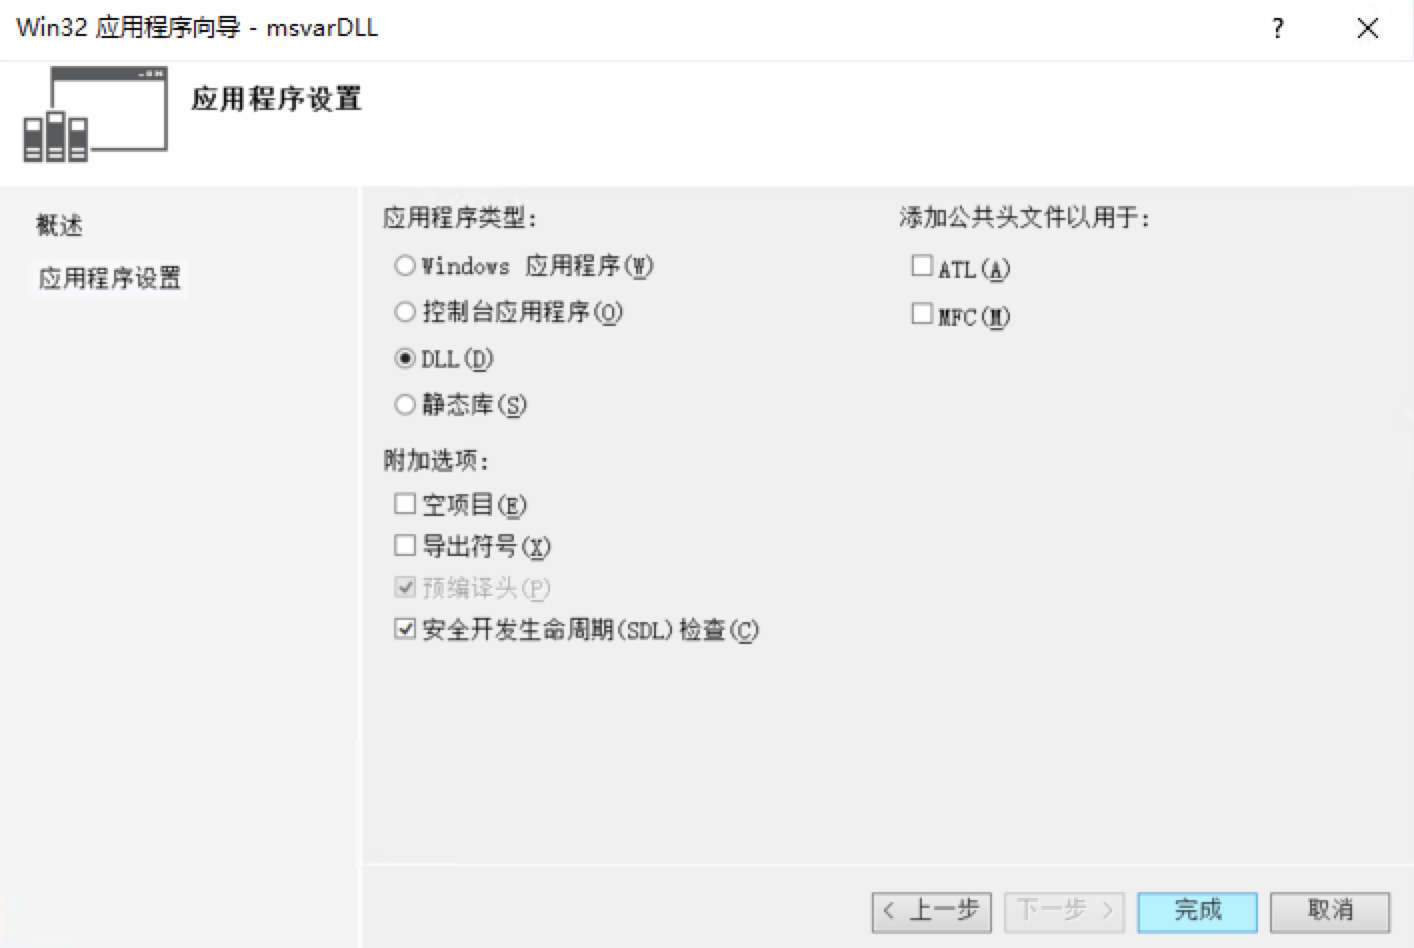 Win32 应用程序向导 - msvarDLL
?
应用程序设置
概述
应用程序设置
应用程序类型:
Windows 应用程序(W)
控制台应用程序(O)
DLL(D)
静态库(S)
附加选项:
空项目(E)
导出符号(X)
预编译头(P)
安全开发生命周期(SDL)检查(C)
添加公共头文件以用于:
ATL(A)
MFC(M)
< 上一步
下一步 >
完成
取消